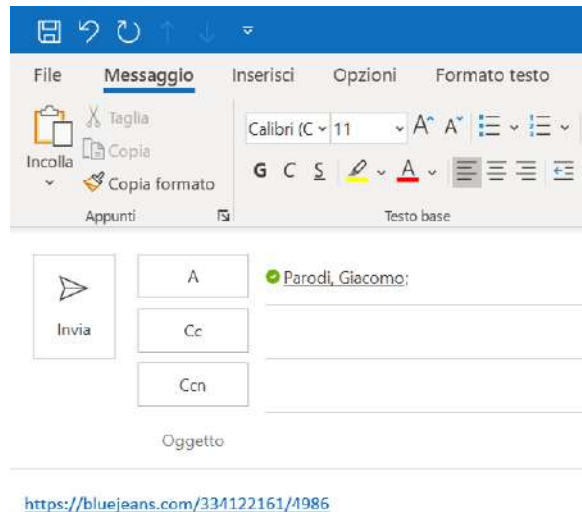 File Messaggio Inserisci Opzioni Formato testo
Taglia
Copia
Incolla
Copia formato
Calibri (C 11 A A
G C S A
Appunti Testo base
A Parodi, Giacomo;
Invia
Cc
Ccn
Oggetto
https://bluejeans.com/334122161/4986